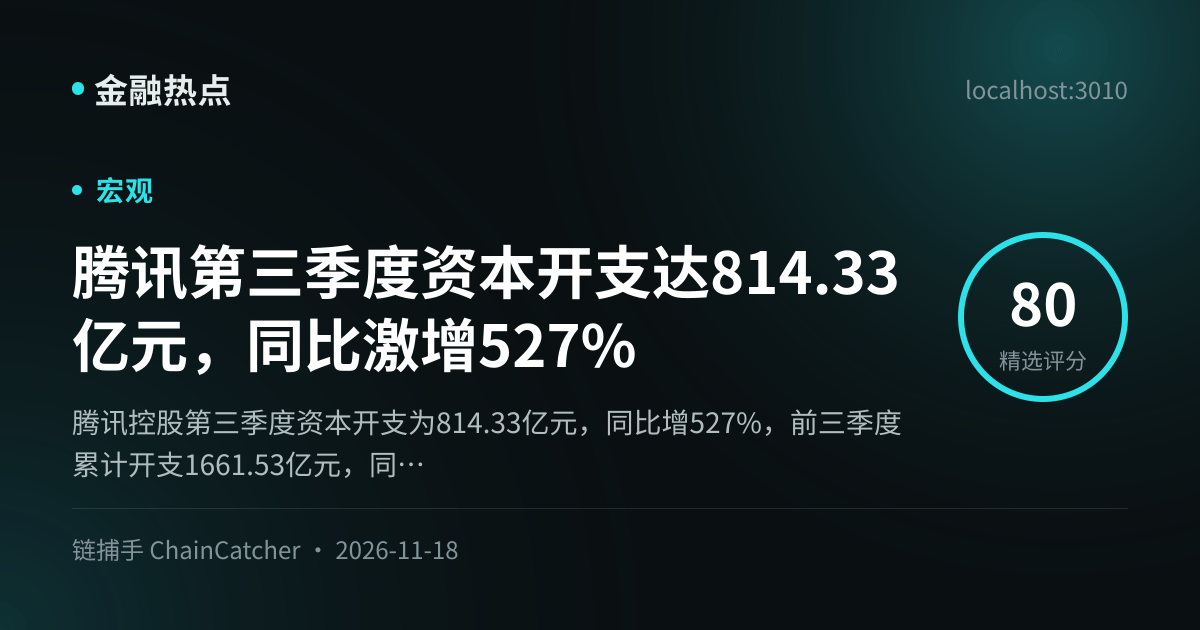 金融热点
localhost:3010
宏观
腾讯第三季度资本开支达814.33
亿元，同比激增527%
80
精选评分
腾讯控股第三季度资本开支为814.33亿元，同比增527%，前三季度
累计开支1661.53亿元，同…
链捕手 ChainCatcher · 2026-11-18